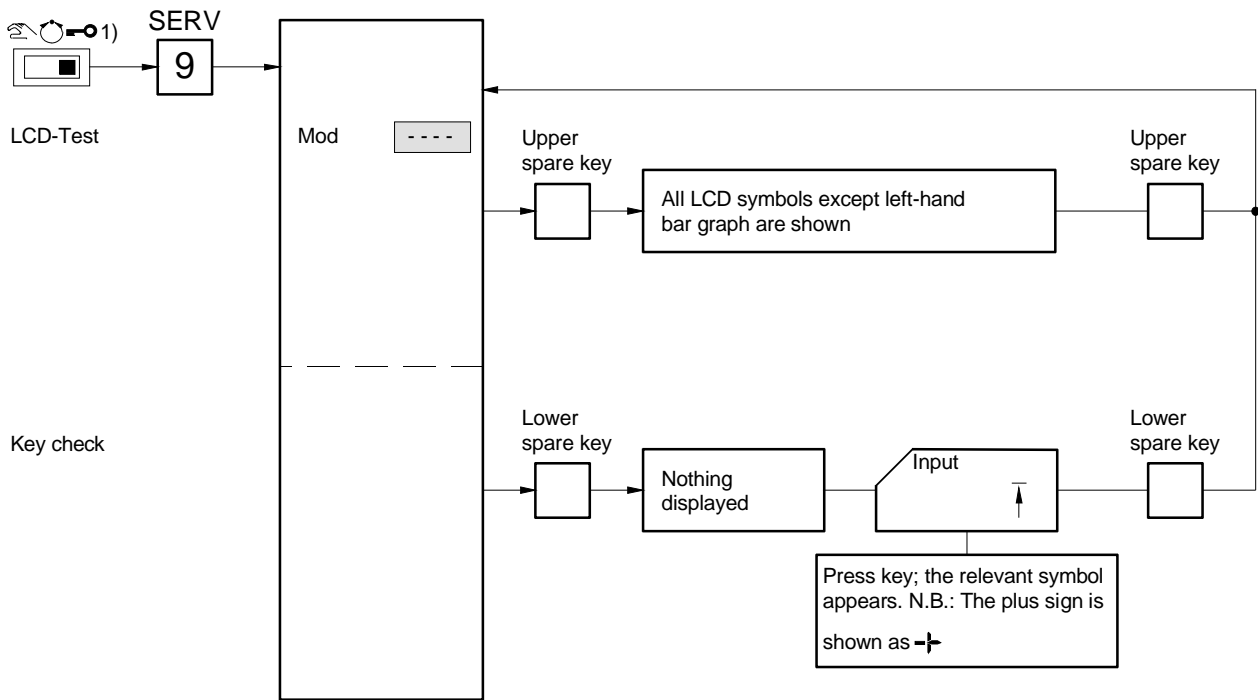 1)
SERV
9
LCD-Test
Mod
- - - -
Upper
spare key
All LCD symbols except left-hand
bar graph are shown
Upper
spare key
Key check
Lower
spare key
Nothing
displayed
Input
Lower
spare key
Press key; the relevant symbol
appears. N.B.: The plus sign is
shown as